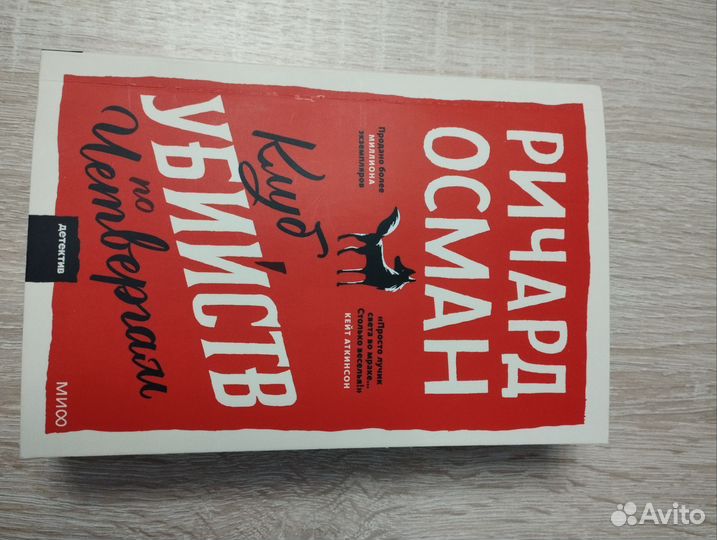 РИЧАРД
ОСМАН
Продано более
МИЛЛИОНА
экземпляров
«Просто лучик
света во мраке...
Столько веселья!»
КЕЙТ АТКИНСОН
Клуб
УБИЙСТВ
по Четвергам
детектив
МИФ
Avito